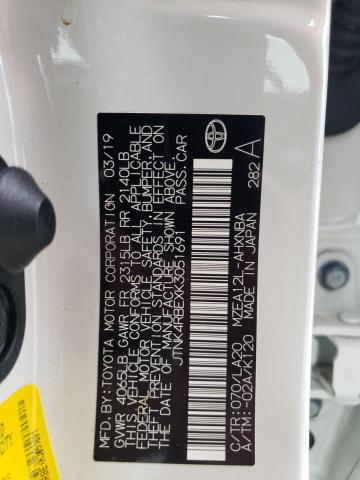 MFD.BY:TOYOTA MOTOR CORPORATION 03/19
GVWR 4065LB GAWR FR 2315LB RR 2140LB
THIS VEHICLE CONFORMS TO ALL APPLICABLE
FEDERAL MOTOR VEHICLE SAFETY, BUMPER, AND
THEFT PREVENTION STANDARDS IN EFFECT ON
THE DATE OF MANUFACTURE SHOWN ABOVE.
JTNK4RBEXK3051691 PASS.CAR
C/TR:070/LA20 MZEA12L-AHXNBA
A/TM:-02A/K120 MADE IN JAPAN
282 A
TOYOTA